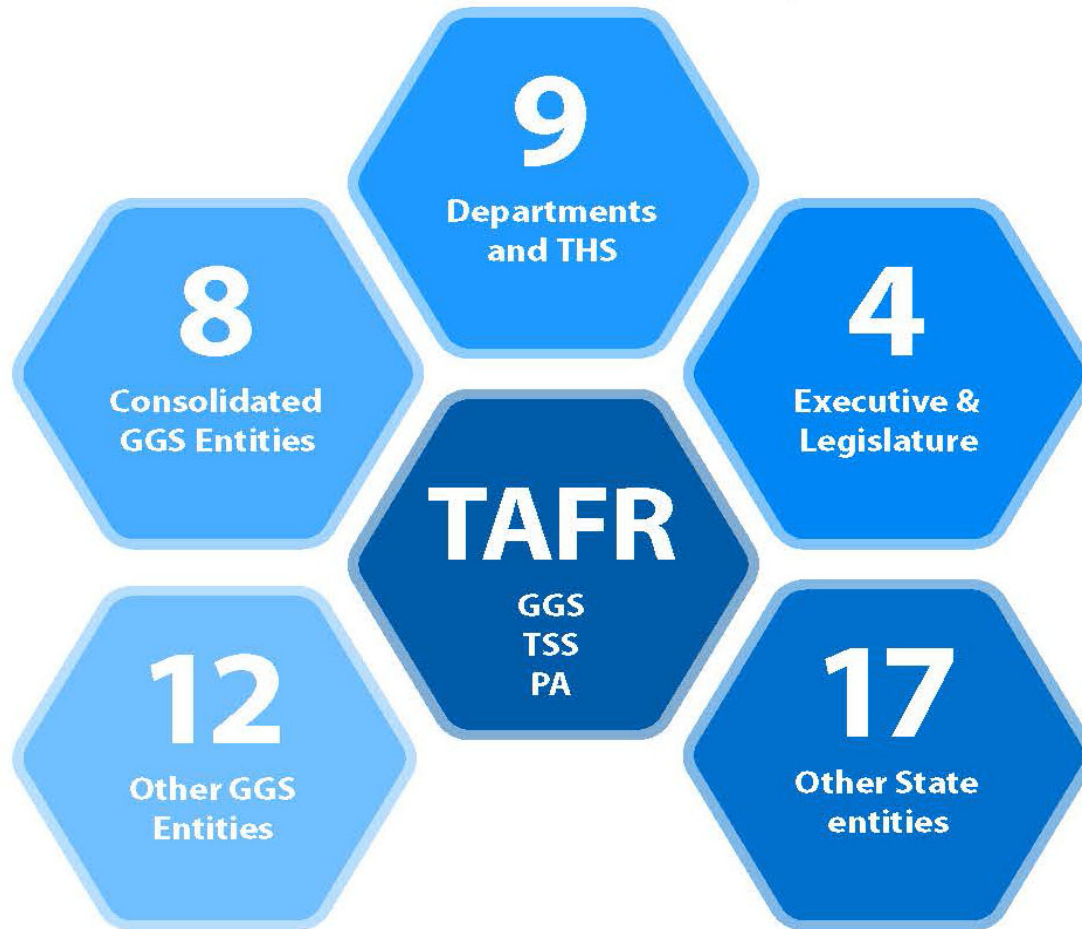 9
Departments
and THS
8
Consolidated
GGS Entities
4
Executive &
Legislature
TAFR
GGS
TSS
PA
12
Other GGS
Entities
17
Other State
entities